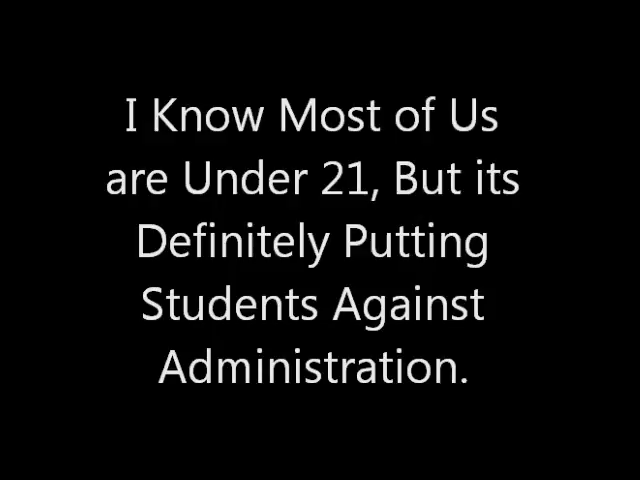 I Know Most of Us
are Under 21, But its
Definitely Putting
Students Against
Administration.